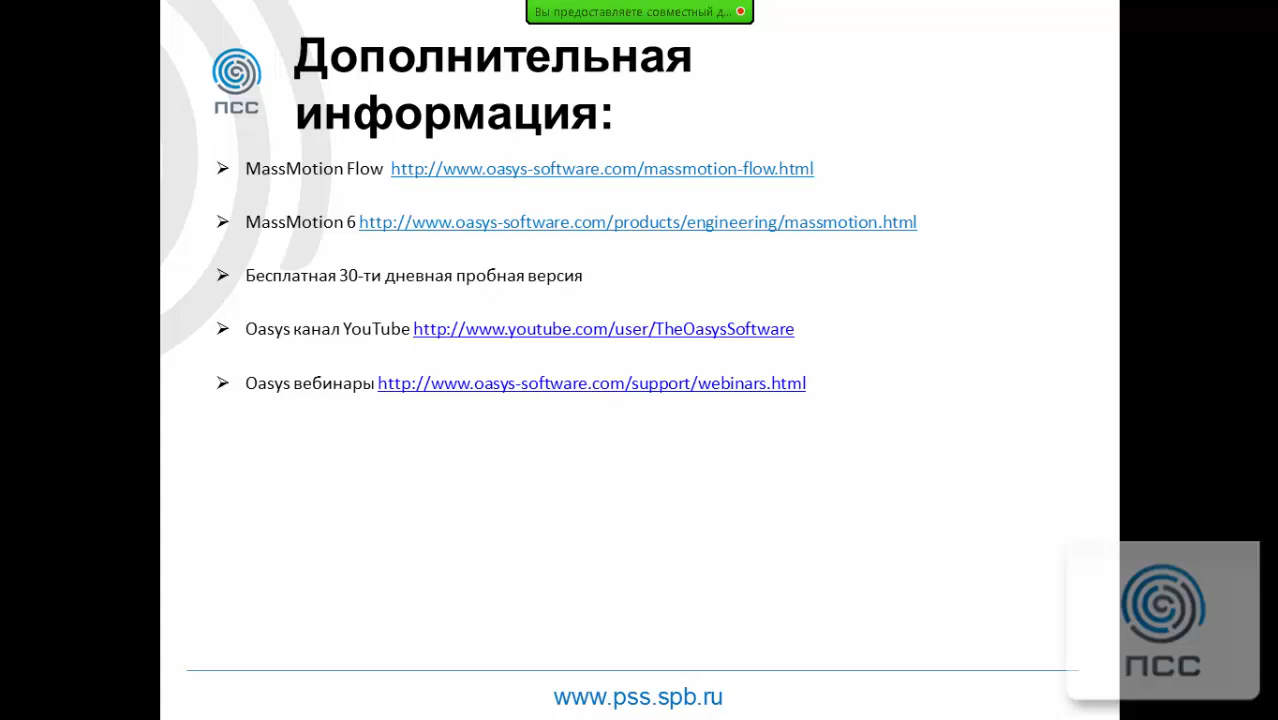 Вы предоставляете совместный д...
Дополнительная
информация:
ПСС
➢ MassMotion Flow http://www.oasys-software.com/massmotion-flow.html
➢ MassMotion 6 http://www.oasys-software.com/products/engineering/massmotion.html
➢ Бесплатная 30-ти дневная пробная версия
➢ Oasys канал YouTube http://www.youtube.com/user/TheOasysSoftware
➢ Oasys вебинары http://www.oasys-software.com/support/webinars.html
ПСС
www.pss.spb.ru